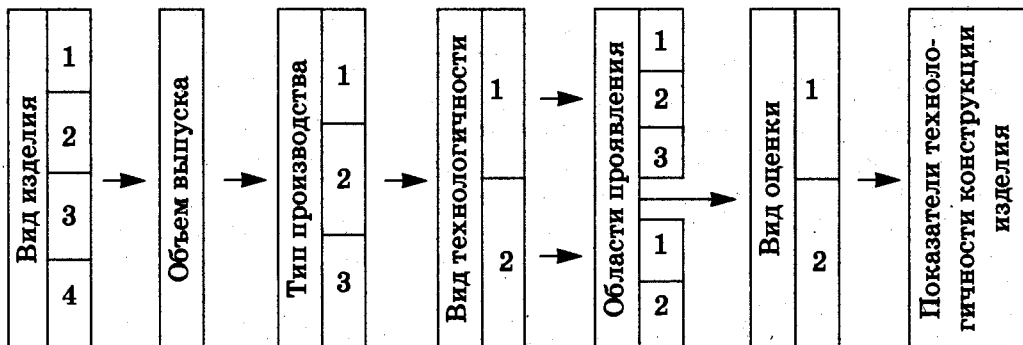 Вид изделия
1
2
3
4
Объем выпуска
Тип производства
1
2
3
Вид технологичности
1
2
Области проявления
1
2
3
1
2
Вид оценки
1
2
Показатели техноло-
гичности конструкции
изделия